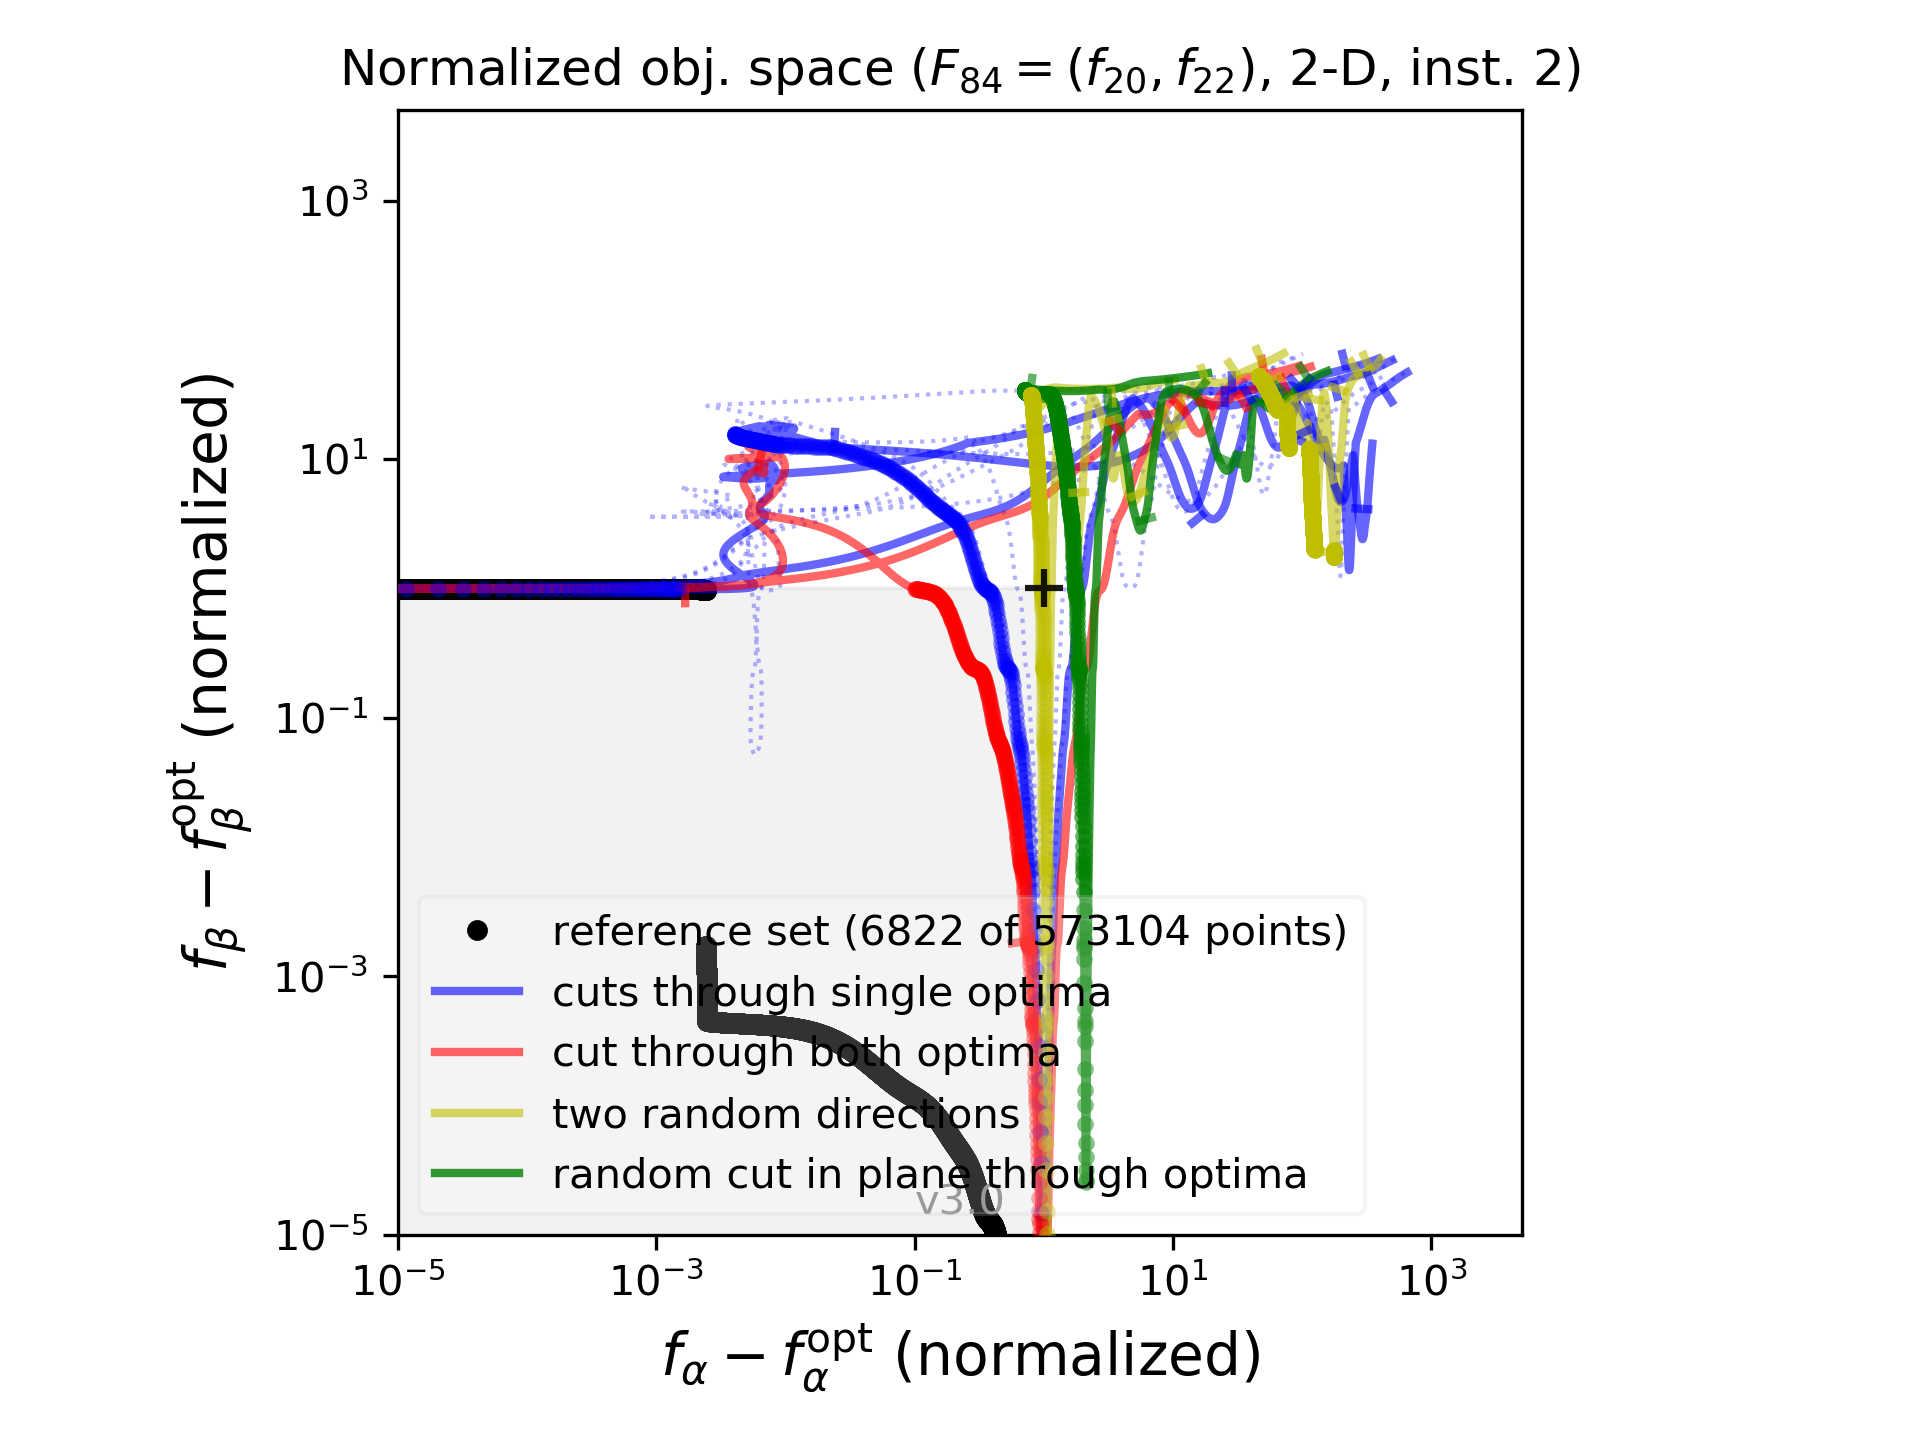 Normalized obj. space (F₈₄ = (f₂₀, f₂₂), 2-D, inst. 2)
10³
10¹
10⁻¹
10⁻³
10⁻⁵
f_β − f_β^opt (normalized)
reference set (6822 of 573104 points)
cuts through single optima
cut through both optima
two random directions
random cut in plane through optima
v3.0
10⁻⁵ 10⁻³ 10⁻¹ 10¹ 10³
f_α − f_α^opt (normalized)